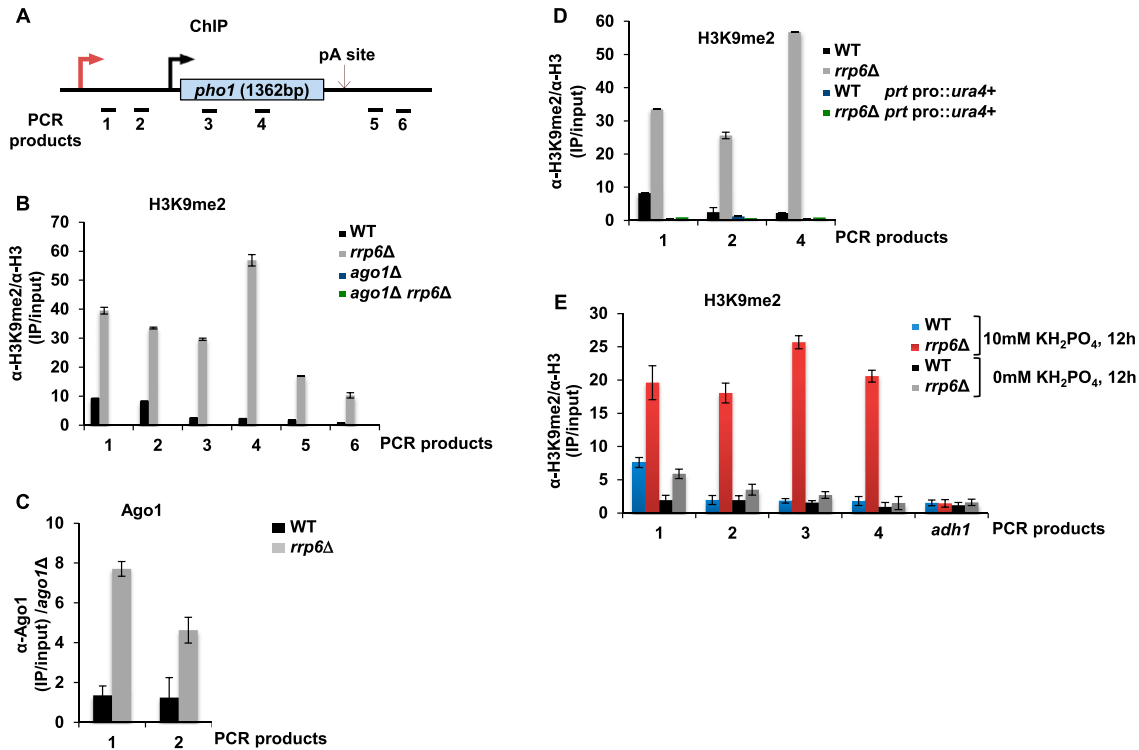 A
ChIP
pA site
pho1 (1362bp)
PCR products
1 2 3 4 5 6
B
H3K9me2
α-H3K9me2/α-H3
(IP/input)
70
60
50
40
30
20
10
0
WT
rrp6Δ
ago1Δ
ago1Δ rrp6Δ
1 2 3 4 5 6 PCR products
C
Ago1
α-Ago1
(IP/input) /ago1Δ
10
8
6
4
2
0
WT
rrp6Δ
1 2 PCR products
D
H3K9me2
α-H3K9me2/α-H3
(IP/input)
60
50
40
30
20
10
0
WT
rrp6Δ
WT prt pro::ura4+
rrp6Δ prt pro::ura4+
1 2 4 PCR products
E
H3K9me2
α-H3K9me2/α-H3
(IP/input)
30
25
20
15
10
5
0
WT
rrp6Δ
10mM KH₂PO₄, 12h
WT
rrp6Δ
0mM KH₂PO₄, 12h
1 2 3 4 adh1 PCR products